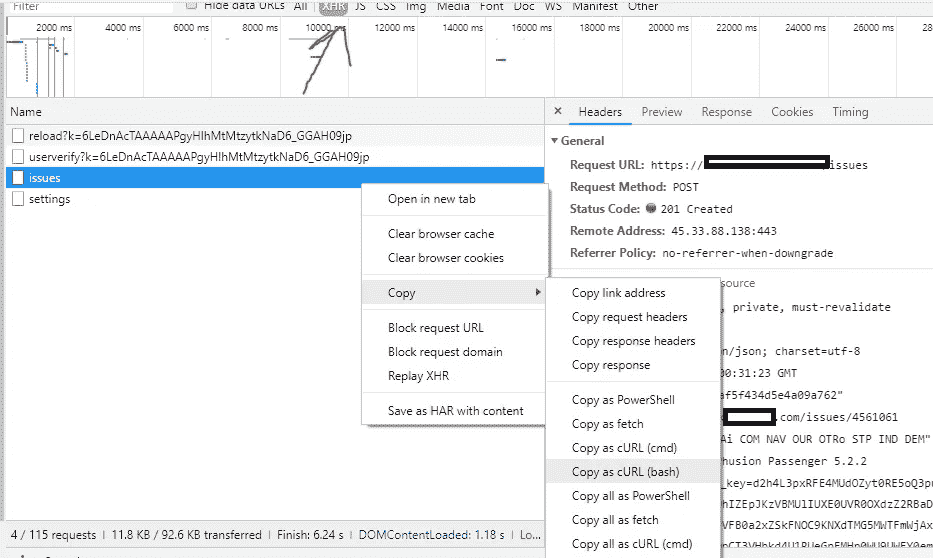 Filter Hide data URLs All XHR JS CSS Img Media Font Doc WS Manifest Other
2000 ms 4000 ms 6000 ms 8000 ms 10000 ms 12000 ms 14000 ms 16000 ms 18000 ms 20000 ms 22000 ms 24000 ms 26000 ms 28
Name
reload?k=6LeDnAcTAAAAAPgyHIhMtMtzytkNaD6_GGAH09jp
userverify?k=6LeDnAcTAAAAAPgyHIhMtMtzytkNaD6_GGAH09jp
issues
settings
Open in new tab
Clear browser cache
Clear browser cookies
Copy
Block request URL
Block request domain
Replay XHR
Save as HAR with content
Copy link address
Copy request headers
Copy response headers
Copy response
Copy as PowerShell
Copy as fetch
Copy as cURL (cmd)
Copy as cURL (bash)
Copy all as PowerShell
Copy all as fetch
Copy all as cURL (cmd)
× Headers Preview Response Cookies Timing
General
Request URL: https:// /issues
Request Method: POST
Status Code: 201 Created
Remote Address: 45.33.88.138:443
Referrer Policy: no-referrer-when-downgrade
source
, private, must-revalidate
n/json; charset=utf-8
00:31:23 GMT
af5f434d5e4a09a762"
.com/issues/4561061
Ai COM NAV OUR OTRo STP IND DEM"
husion Passenger 5.2.2
_key=d2h4L3pxRFE4MUdOZyt0RE5oQ3pu
hIZEpJKzVBMUlIUXE0UVR0OXdzZ2RBaD
VFB0a2xZSkFNOC9KNXdTMG5MWTFmWjAx
4 / 115 requests | 11.8 KB / 92.6 KB transferred | Finish: 6.24 s | DOMContentLoaded: 1.18 s | Lo...